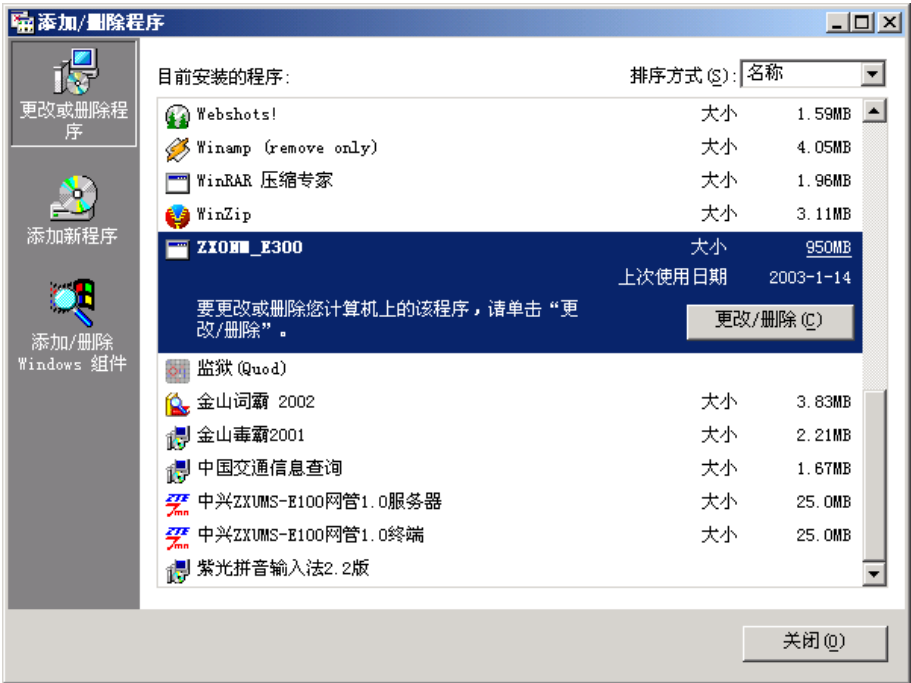 添加/删除程序
更改或删除程序
添加新程序
添加/删除
Windows 组件
目前安装的程序:
排序方式(S): 名称
Webshots! 大小 1.59MB
Winamp (remove only) 大小 4.05MB
WinRAR 压缩专家 大小 1.96MB
WinZip 大小 3.11MB
ZXONM_E300 大小 950MB
上次使用日期 2003-1-14
要更改或删除您计算机上的该程序，请单击“更
改/删除”。
更改/删除(C)
监狱(Quod)
金山词霸 2002 大小 3.83MB
金山毒霸2001 大小 2.21MB
中国交通信息查询 大小 1.67MB
中兴ZXUMS-E100网管1.0服务器 大小 25.0MB
中兴ZXUMS-E100网管1.0终端 大小 25.0MB
紫光拼音输入法2.2版
关闭(O)